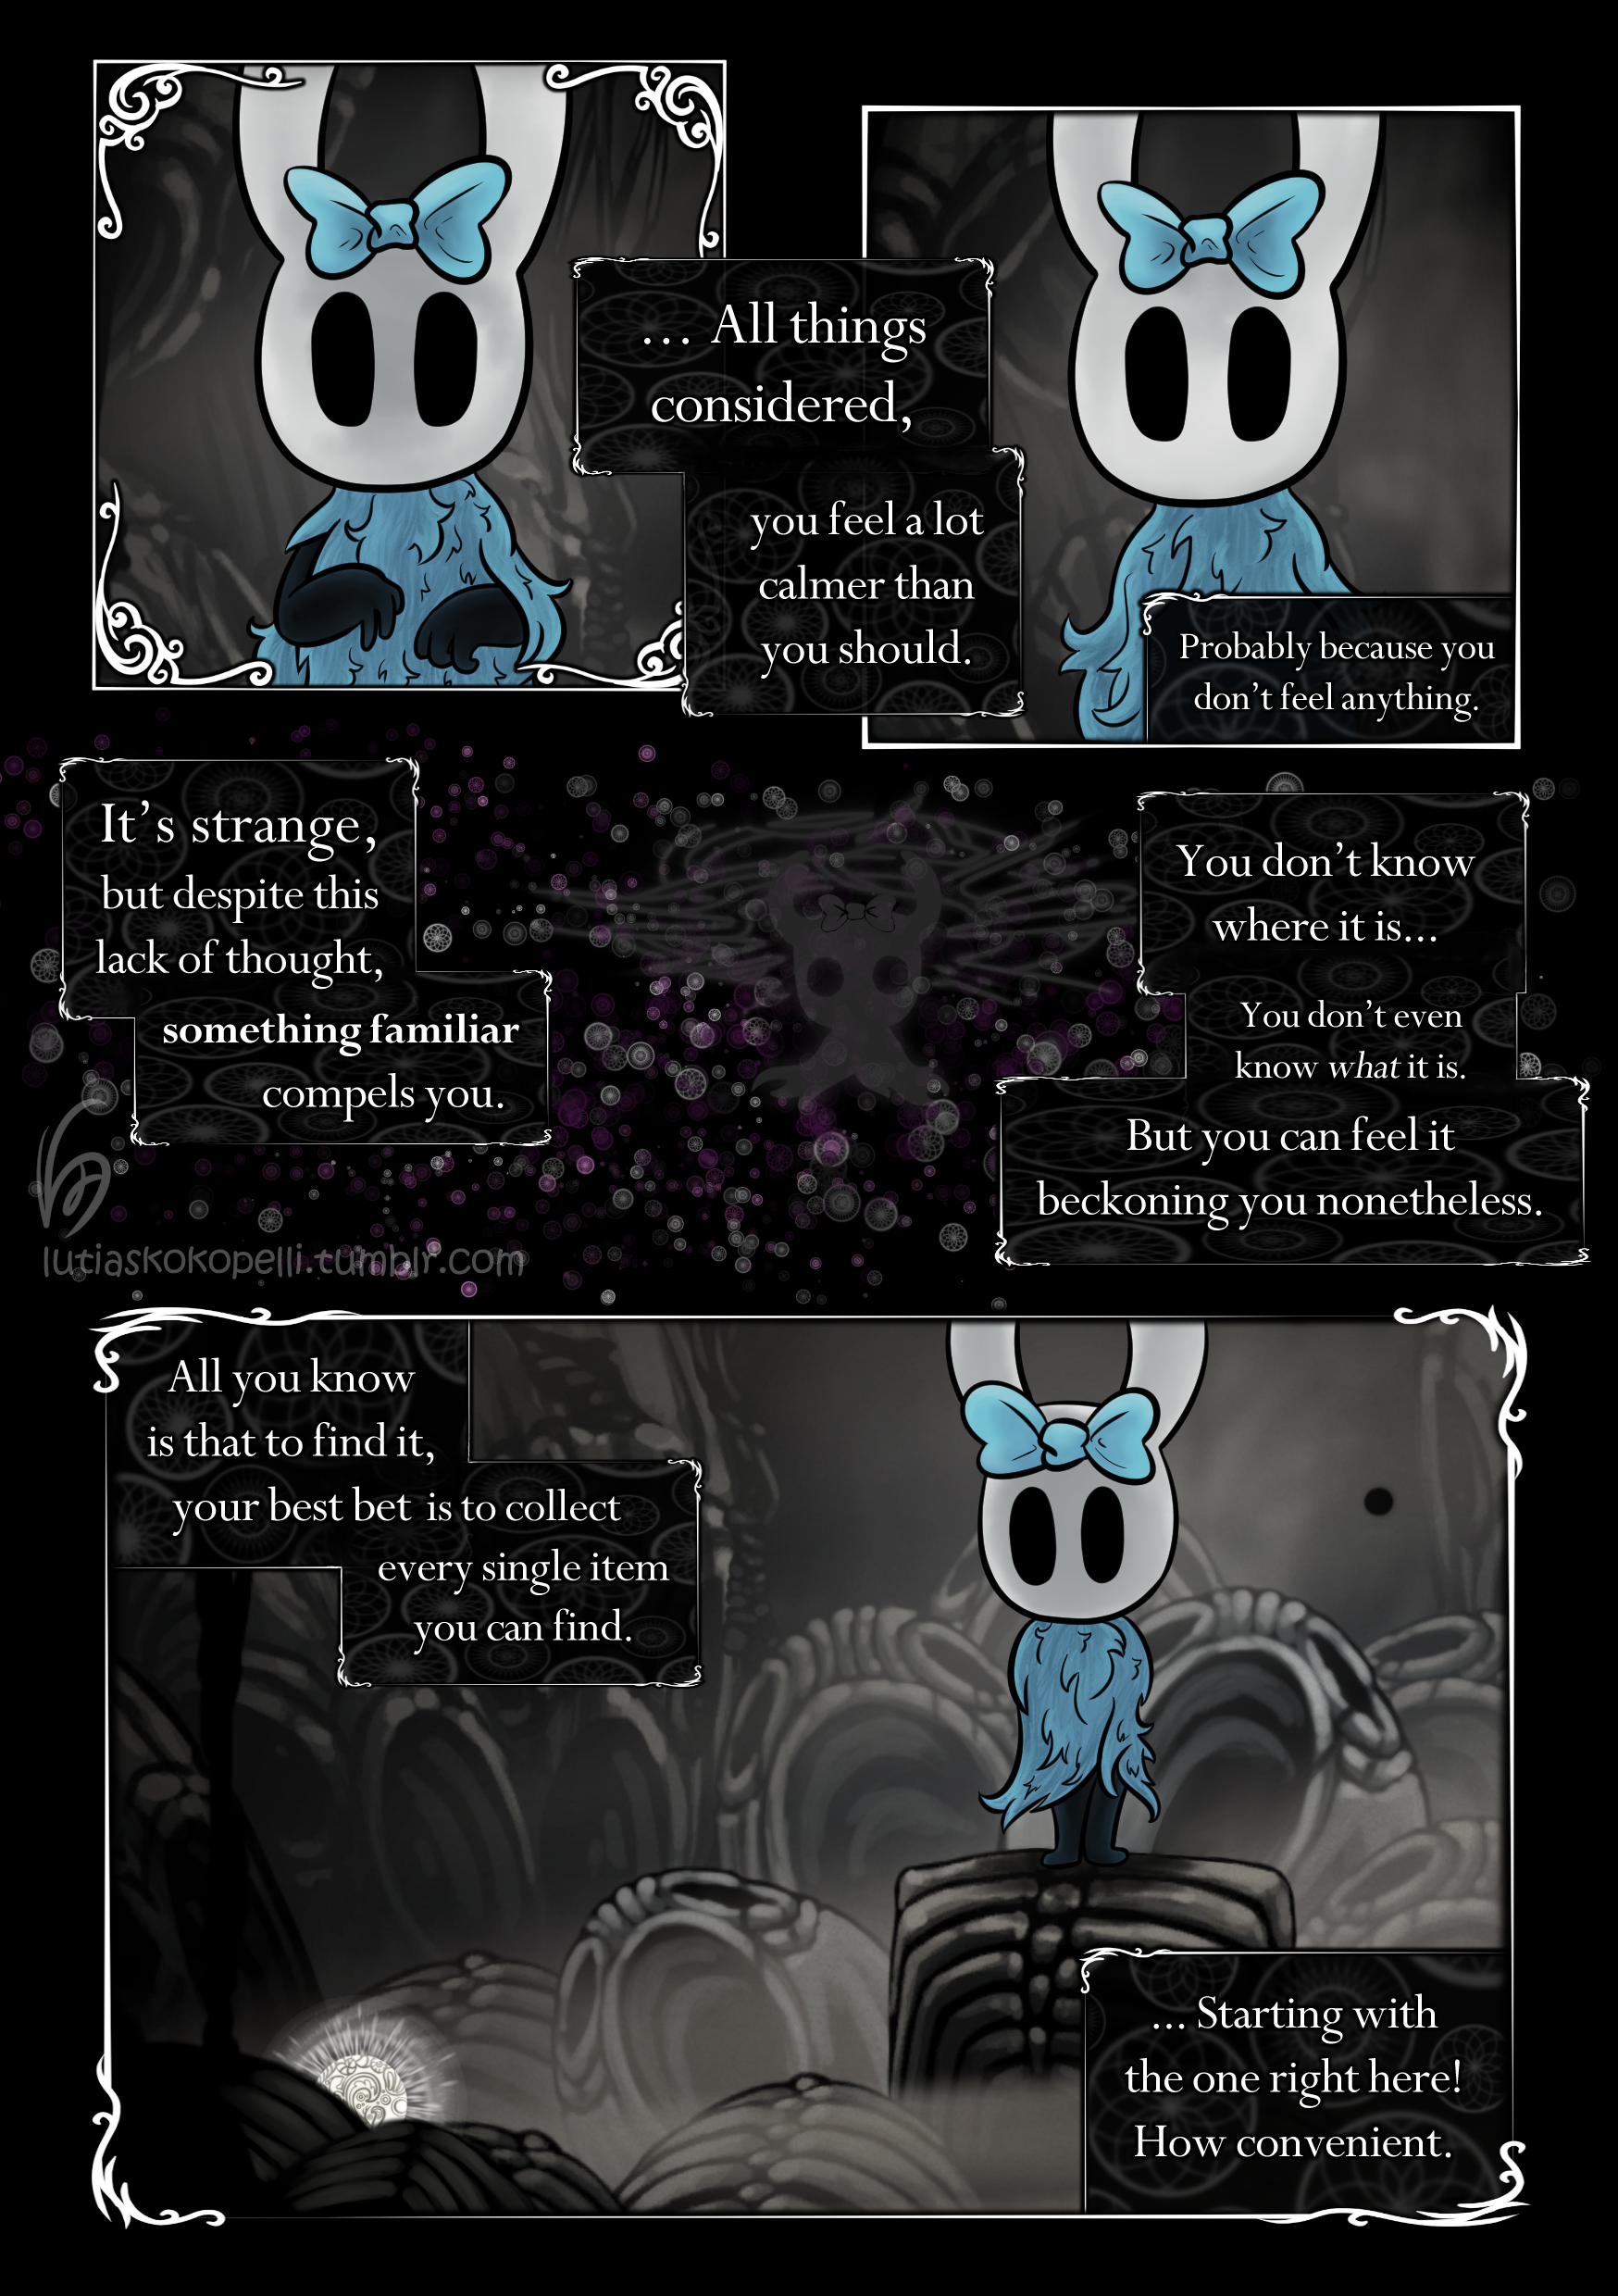 ... All things
considered,
you feel a lot
calmer than
you should.
Probably because you
don't feel anything.
It's strange,
but despite this
lack of thought,
something familiar
compels you.
You don't know
where it is...
You don't even
know what it is.
But you can feel it
beckoning you nonetheless.
lutiaskokopelli.tumblr.com
All you know
is that to find it,
your best bet is to collect
every single item
you can find.
... Starting with
the one right here!
How convenient.